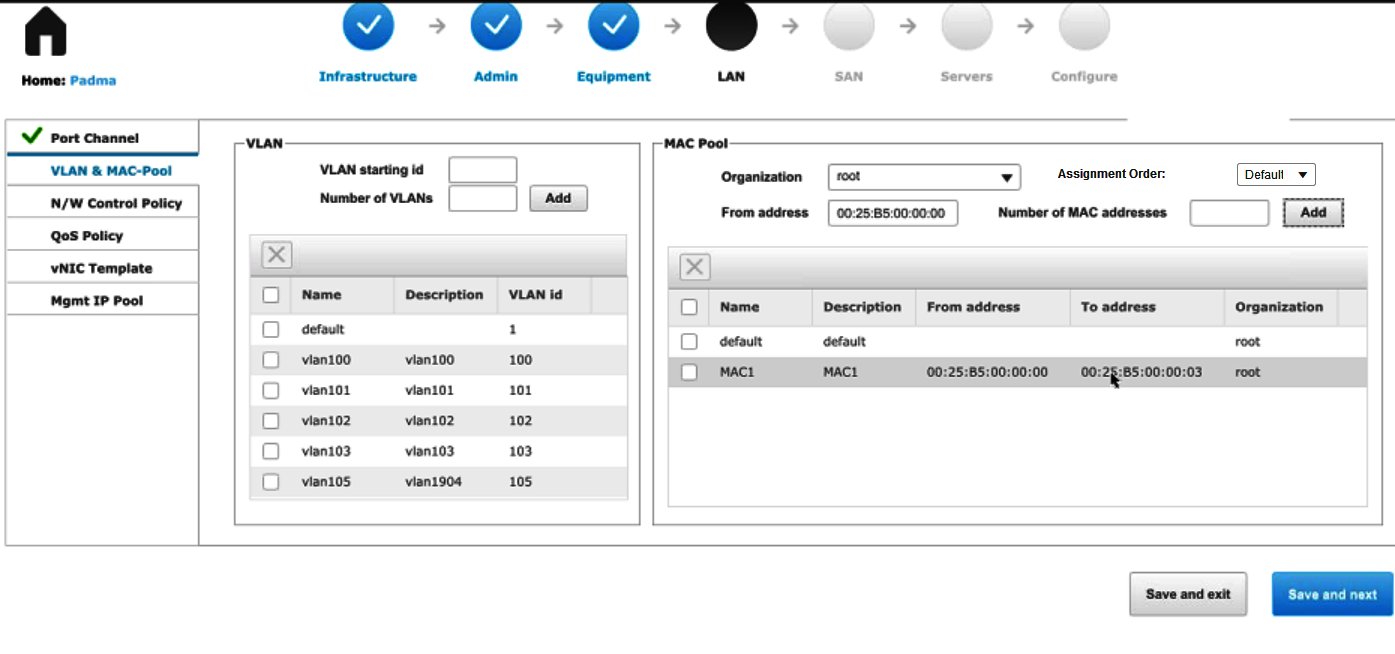 Home: Padma
Infrastructure
Admin
Equipment
LAN
SAN
Servers
Configure
Port Channel
VLAN & MAC-Pool
N/W Control Policy
QoS Policy
vNIC Template
Mgmt IP Pool
VLAN
VLAN starting id
Number of VLANs Add
Name Description VLAN id
default 1
vlan100 vlan100 100
vlan101 vlan101 101
vlan102 vlan102 102
vlan103 vlan103 103
vlan105 vlan1904 105
MAC Pool
Organization root Assignment Order: Default
From address 00:25:B5:00:00:00 Number of MAC addresses Add
Name Description From address To address Organization
default default root
MAC1 MAC1 00:25:B5:00:00:00 00:25:B5:00:00:03 root
Save and exit
Save and next